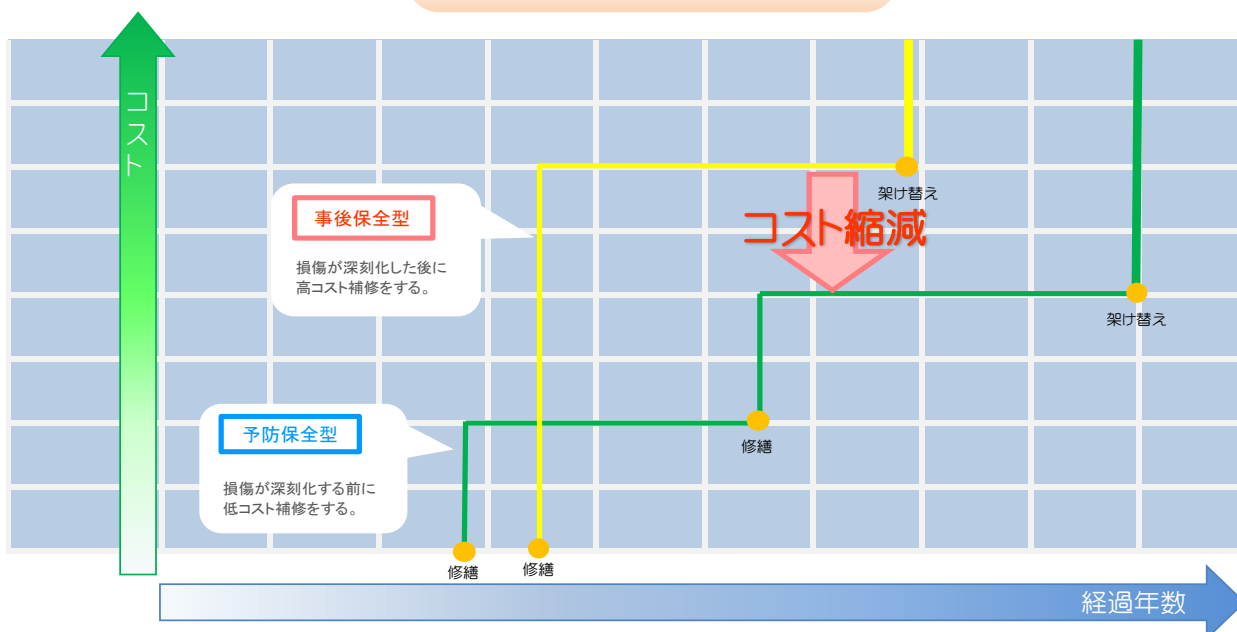 コスト
事後保全型
損傷が深刻化した後に
高コスト補修をする。
架け替え
コスト縮減
架け替え
予防保全型
損傷が深刻化する前に
低コスト補修をする。
修繕
修繕
修繕
経過年数